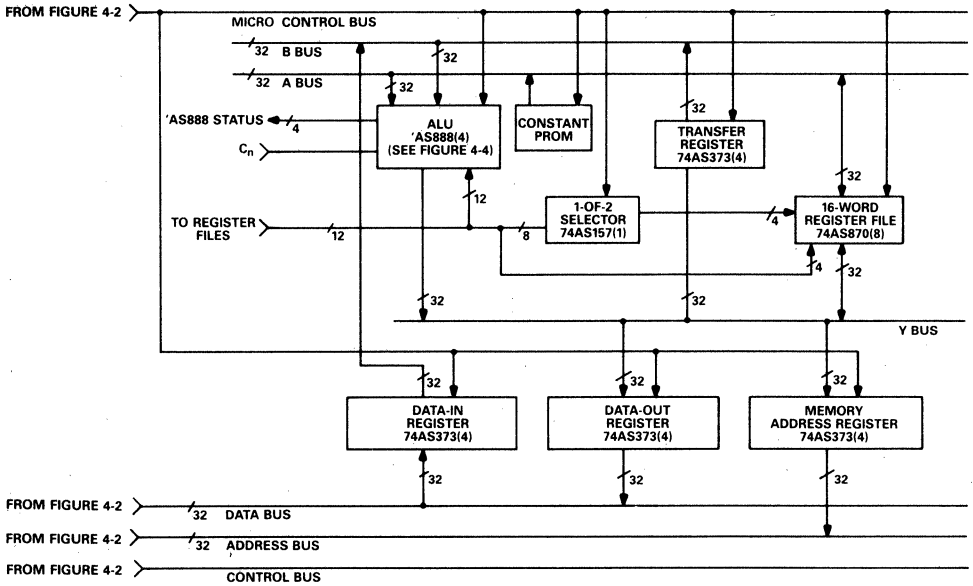 FROM FIGURE 4-2
MICRO CONTROL BUS
32
B BUS
32
32
A BUS
32
'AS888 STATUS
4
Cn
ALU
'AS888(4)
(SEE FIGURE 4-4)
CONSTANT
PROM
32
TRANSFER
REGISTER
74AS373(4)
32
12
TO REGISTER
FILES
12
8
1-OF-2
SELECTOR
74AS157(1)
4
16-WORD
REGISTER FILE
74AS870(8)
4
32
32
32
Y BUS
32
32
32
DATA-IN
REGISTER
74AS373(4)
DATA-OUT
REGISTER
74AS373(4)
MEMORY
ADDRESS REGISTER
74AS373(4)
32
32
32
FROM FIGURE 4-2
32
DATA BUS
FROM FIGURE 4-2
32
ADDRESS BUS
FROM FIGURE 4-2
CONTROL BUS